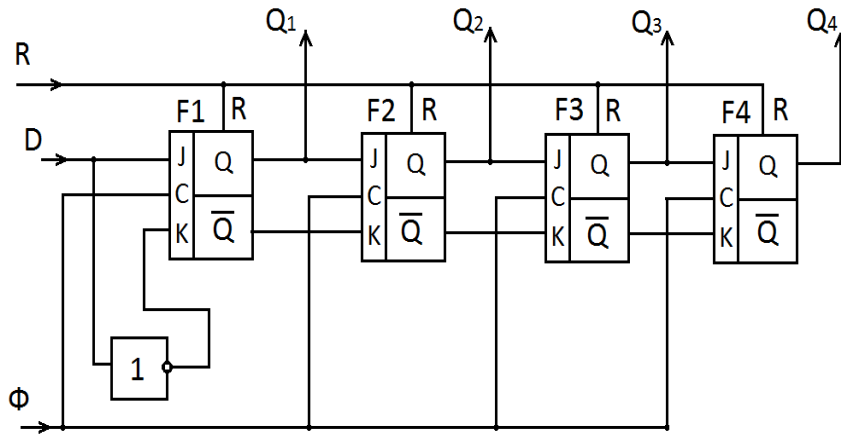 Q1 Q2 Q3 Q4
R
F1 R F2 R F3 R F4 R
D
J Q J Q J Q J Q
C C C C
K Q̅ K Q̅ K Q̅ K Q̅
1
Φ